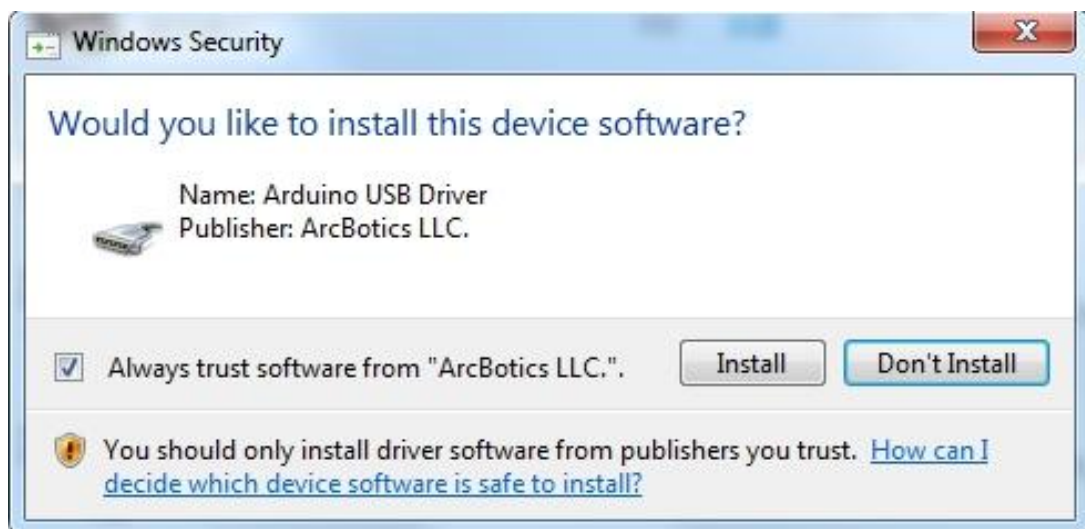 Windows Security
Would you like to install this device software?
Name: Arduino USB Driver
Publisher: ArcBotics LLC.
Always trust software from "ArcBotics LLC.".
Install
Don't Install
You should only install driver software from publishers you trust. How can I
decide which device software is safe to install?